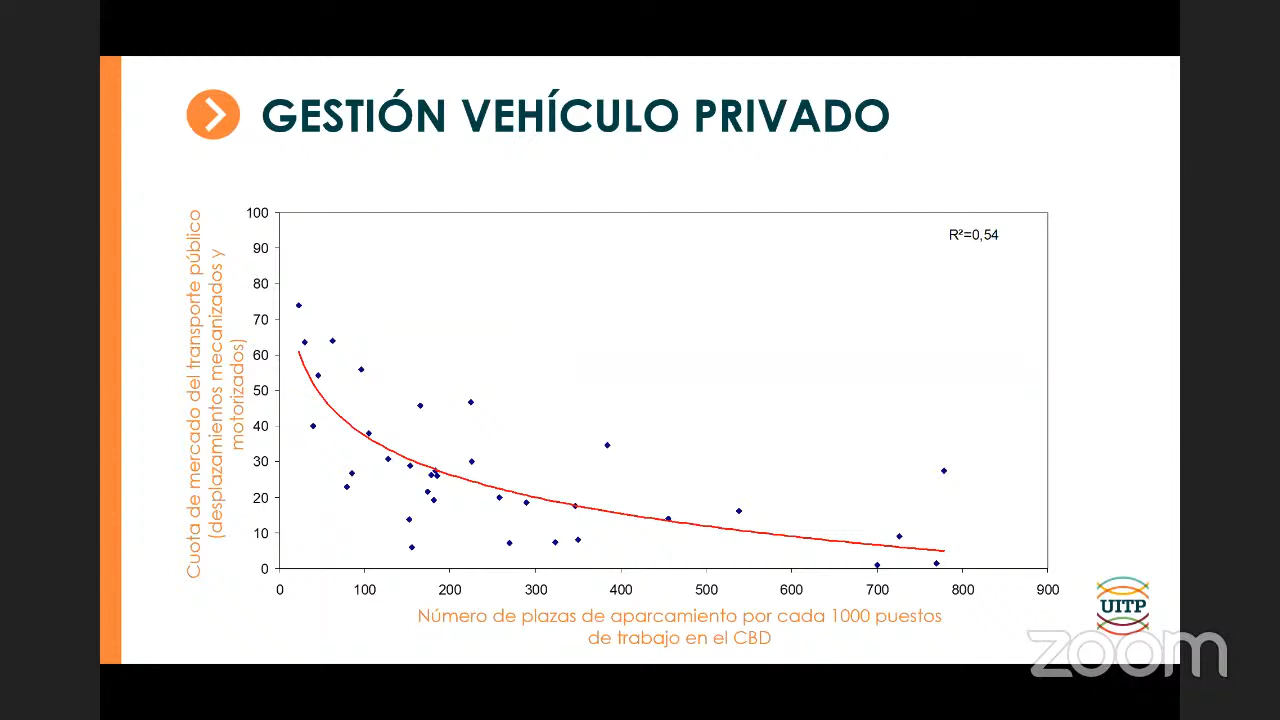 GESTIÓN VEHÍCULO PRIVADO
Cuota de mercado del transporte público
(desplazamientos mecanizados y
motorizados)
100
90
80
70
60
50
40
30
20
10
0
R²=0,54
0 100 200 300 400 500 600 700 800 900
Número de plazas de aparcamiento por cada 1000 puestos
de trabajo en el CBD
UITP
zoom